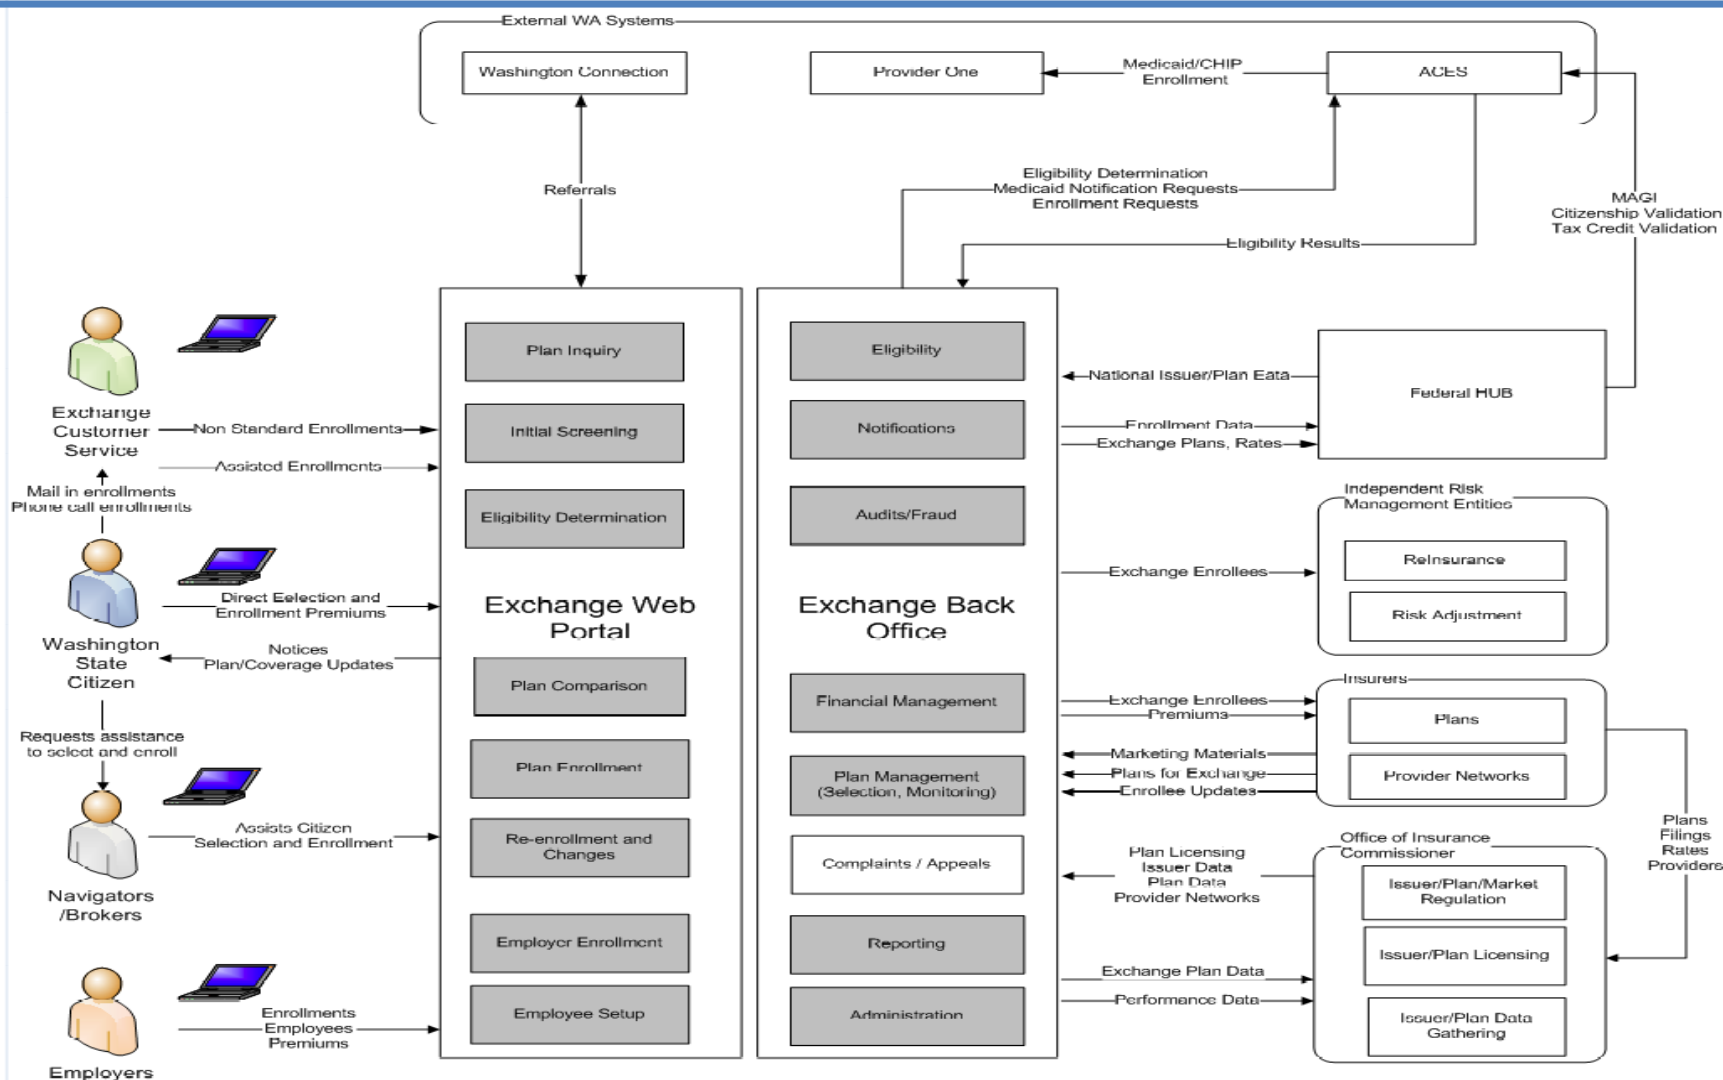 External WA Systems
Washington Connection
Provider One
Medicaid/CHIP
Enrollment
ACES
Referrals
Eligibility Determination
Medicaid Notification Requests
Enrollment Requests
Eligibility Results
MAGI
Citizenship Validation
Tax Credit Validation
Exchange
Customer
Service
Non Standard Enrollments
Assisted Enrollments
Mail in enrollments
Phone call enrollments
Washington
State
Citizen
Direct Eelection and
Enrollment Premiums
Notices
Plan/Coverage Updates
Requests assistance
to select and enroll
Navigators
/Brokers
Assists Citizen
Selection and Enrollment
Employers
Enrollments
Employees
Premiums
Plan Inquiry
Initial Screening
Eligibility Determination
Exchange Web
Portal
Plan Comparison
Plan Enrollment
Re-enrollment and
Changes
Employer Enrollment
Employee Setup
Eligibility
Notifications
Audits/Fraud
Exchange Back
Office
Financial Management
Plan Management
(Selection, Monitoring)
Complaints / Appeals
Reporting
Administration
National Issuer/Plan Eata
Enrollment Data
Exchange Plans, Rates
Federal HUB
Exchange Enrollees
Independent Risk
Management Entities
ReInsurance
Risk Adjustment
Exchange Enrollees
Premiums
Marketing Materials
Plans for Exchange
Enrollee Updates
Insurers
Plans
Provider Networks
Plans
Filings
Rates
Providers
Plan Licensing
Issuer Data
Plan Data
Provider Networks
Exchange Plan Data
Performance Data
Office of Insurance
Commissioner
Issuer/Plan/Market
Regulation
Issuer/Plan Licensing
Issuer/Plan Data
Gathering